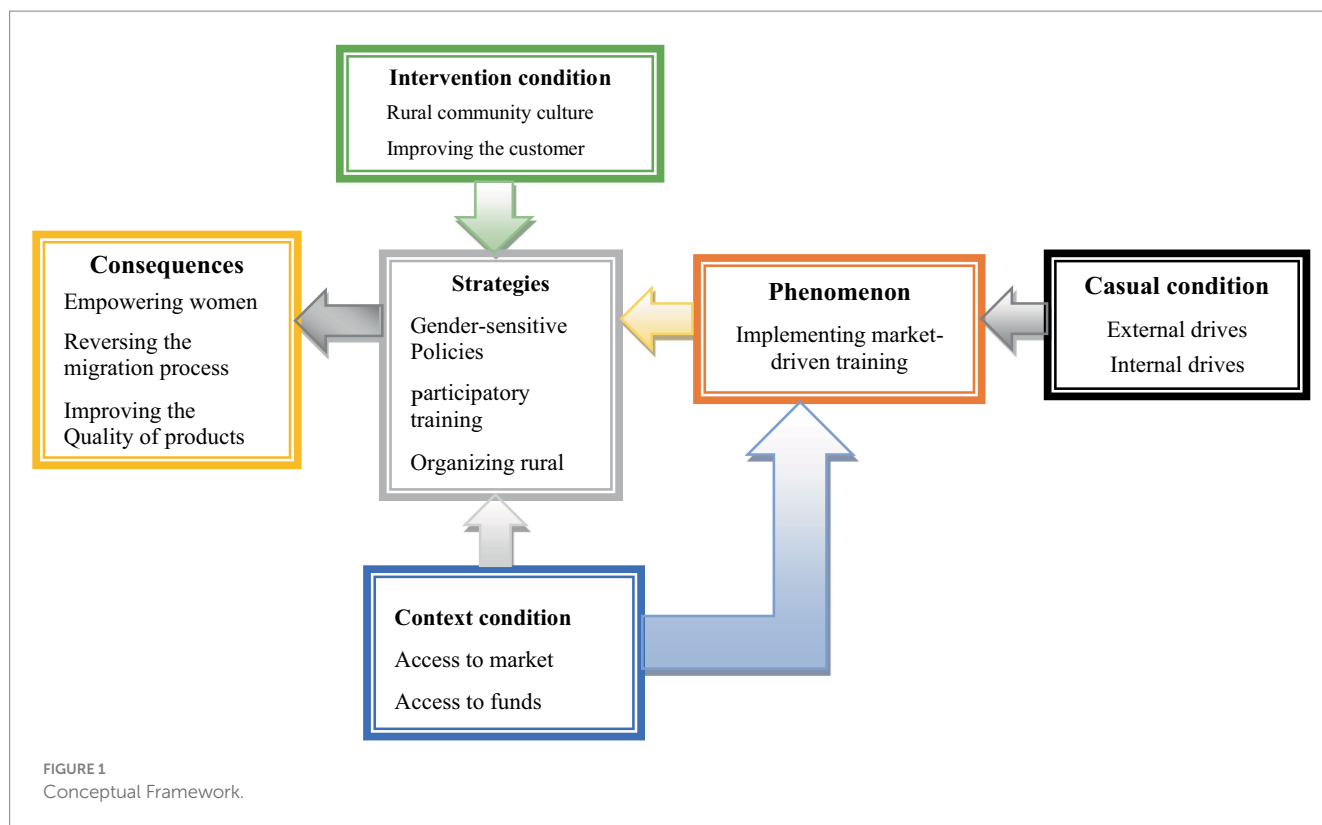 Intervention condition
Rural community culture
Improving the customer
Consequences
Empowering women
Reversing the
migration process
Improving the
Quality of products
Strategies
Gender-sensitive
Policies
participatory
training
Organizing rural
Phenomenon
Implementing market-
driven training
Casual condition
External drives
Internal drives
Context condition
Access to market
Access to funds
FIGURE 1
Conceptual Framework.